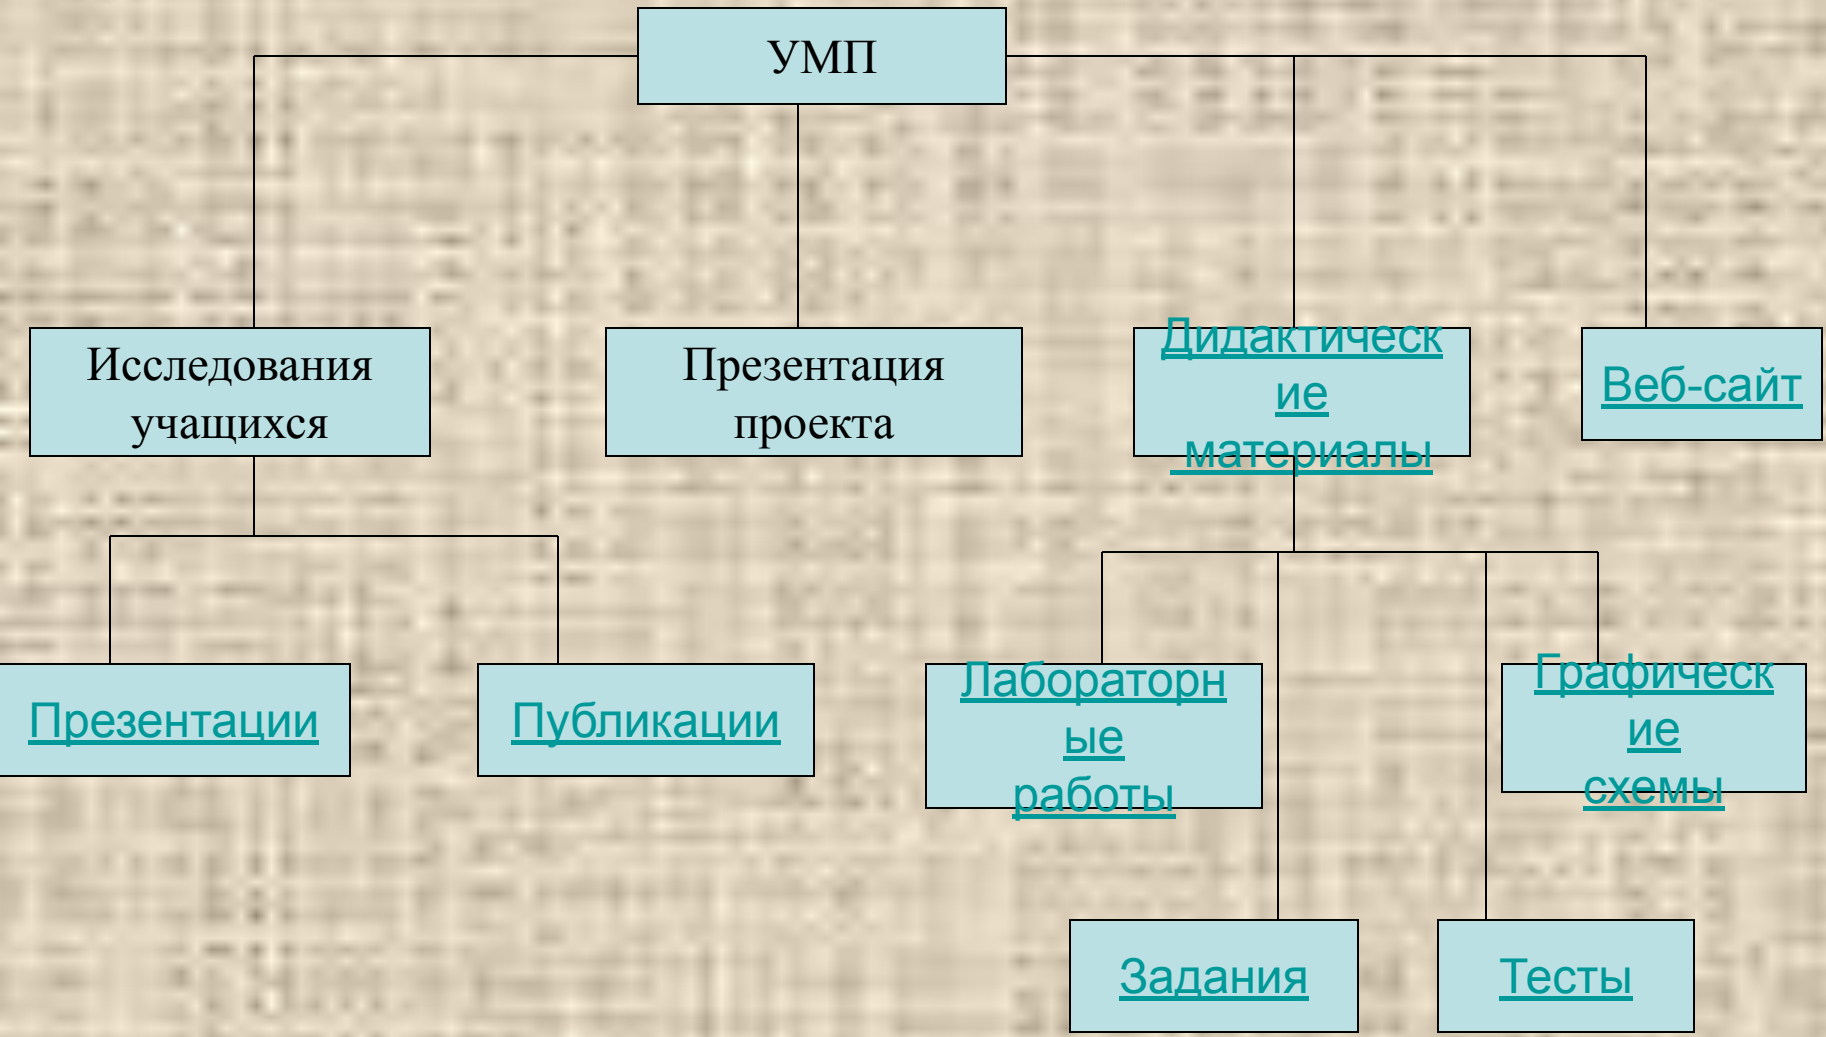 УМП
Исследования
учащихся
Презентация
проекта
Дидактическ
ие
материалы
Веб-сайт
Презентации
Публикации
Лабораторн
ые
работы
Графическ
ие
схемы
Задания
Тесты